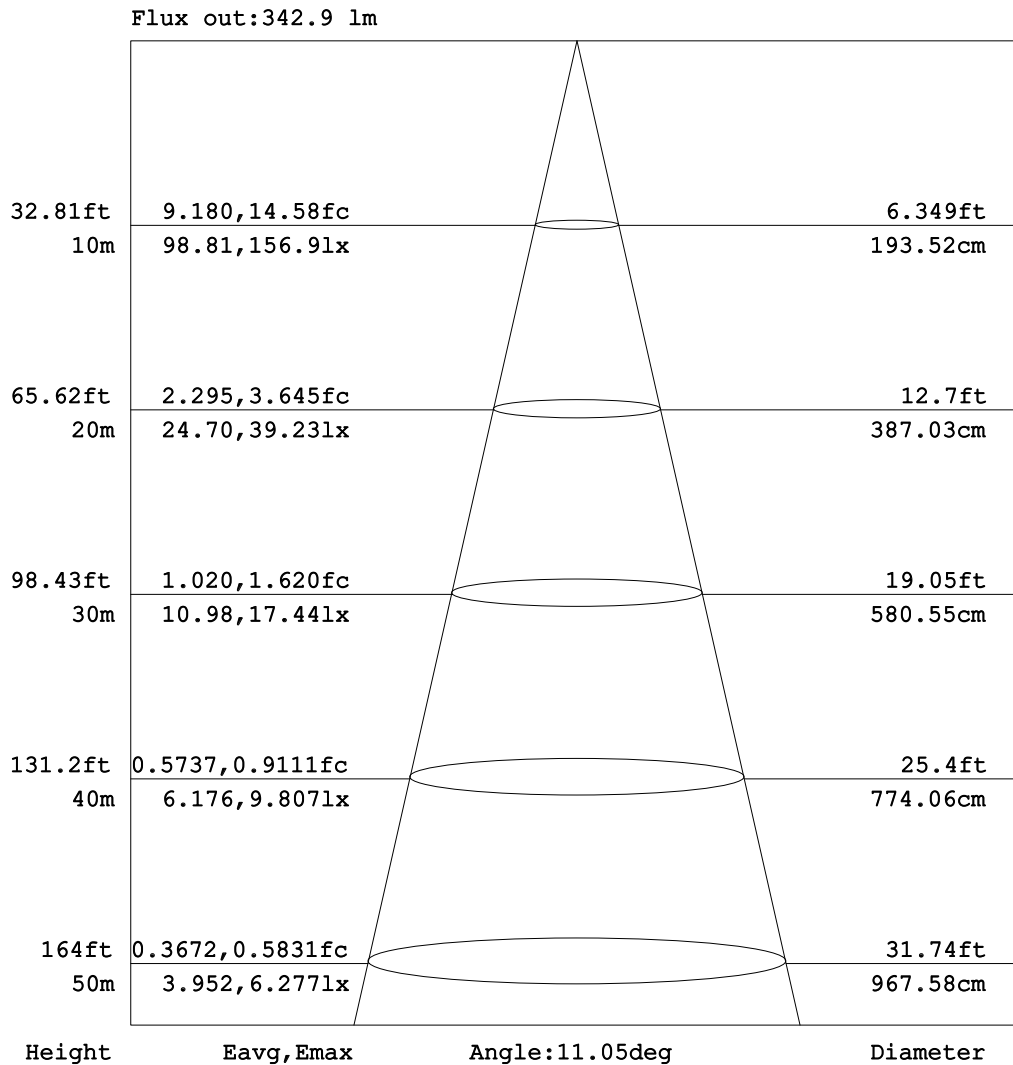 Flux out:342.9 lm
32.81ft 9.180,14.58fc 6.349ft
10m 98.81,156.9lx 193.52cm
65.62ft 2.295,3.645fc 12.7ft
20m 24.70,39.23lx 387.03cm
98.43ft 1.020,1.620fc 19.05ft
30m 10.98,17.44lx 580.55cm
131.2ft 0.5737,0.9111fc 25.4ft
40m 6.176,9.807lx 774.06cm
164ft 0.3672,0.5831fc 31.74ft
50m 3.952,6.277lx 967.58cm
Height Eavg,Emax Angle:11.05deg Diameter